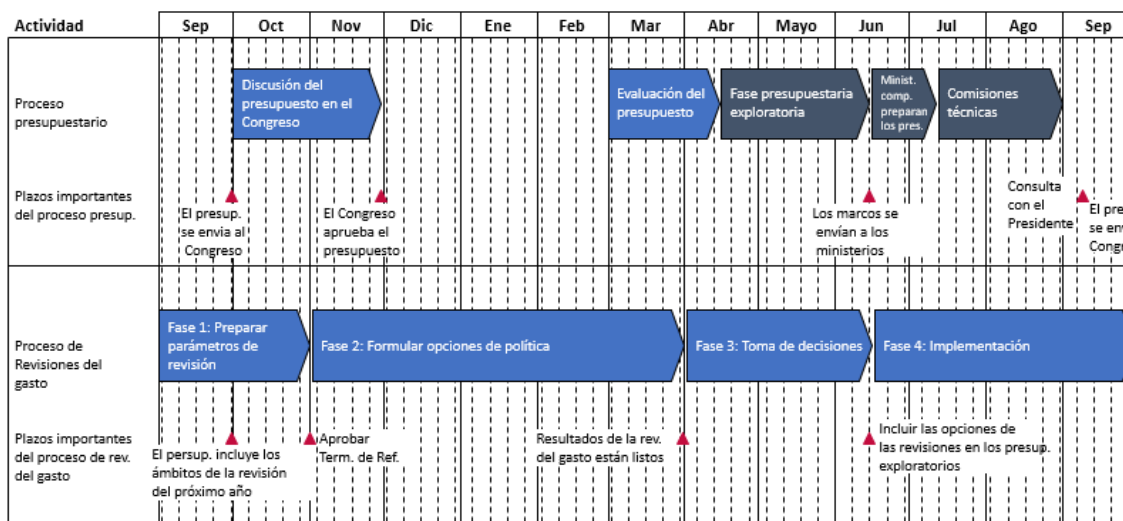 Actividad Sep Oct Nov Dic Ene Feb Mar Abr Mayo Jun Jul Ago Sep
Proceso
presupuestario
Discusión del
presupuesto en el
Congreso
Evaluación del
presupuesto
Fase presupuestaria
exploratoria
Minist.
comp.
preparan
los pres.
Comisiones
técnicas
Plazos importantes
del proceso presup.
El presup.
se envia al
Congreso
El Congreso
aprueba el
presupuesto
Los marcos se
envían a los
ministerios
Consulta
con el
Presidente
El pre
se env
Congr
Proceso de
Revisiones del
gasto
Fase 1: Preparar
parámetros de
revisión
Fase 2: Formular opciones de política
Fase 3: Toma de decisiones
Fase 4: Implementación
Plazos importantes
del proceso de rev.
del gasto
El persup. incluye los
ámbitos de la revisión
del próximo año
Aprobar
Term. de Ref.
Resultados de la rev.
del gasto están listos
Incluir las opciones de
las revisiones en los presup.
exploratorios